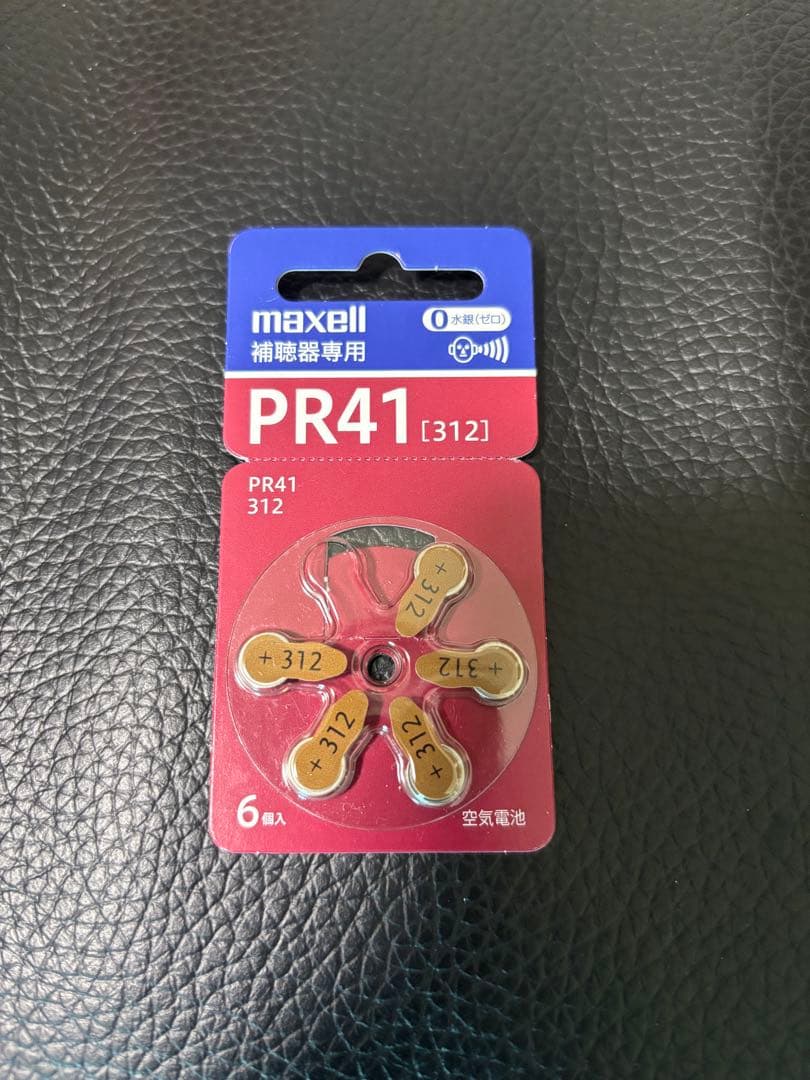 maxell
0水銀(ゼロ)
補聴器専用
PR41 [312]
PR41
312
+ 312
+ 312
+ 312
+ 312
+ 312
6個入
空気電池